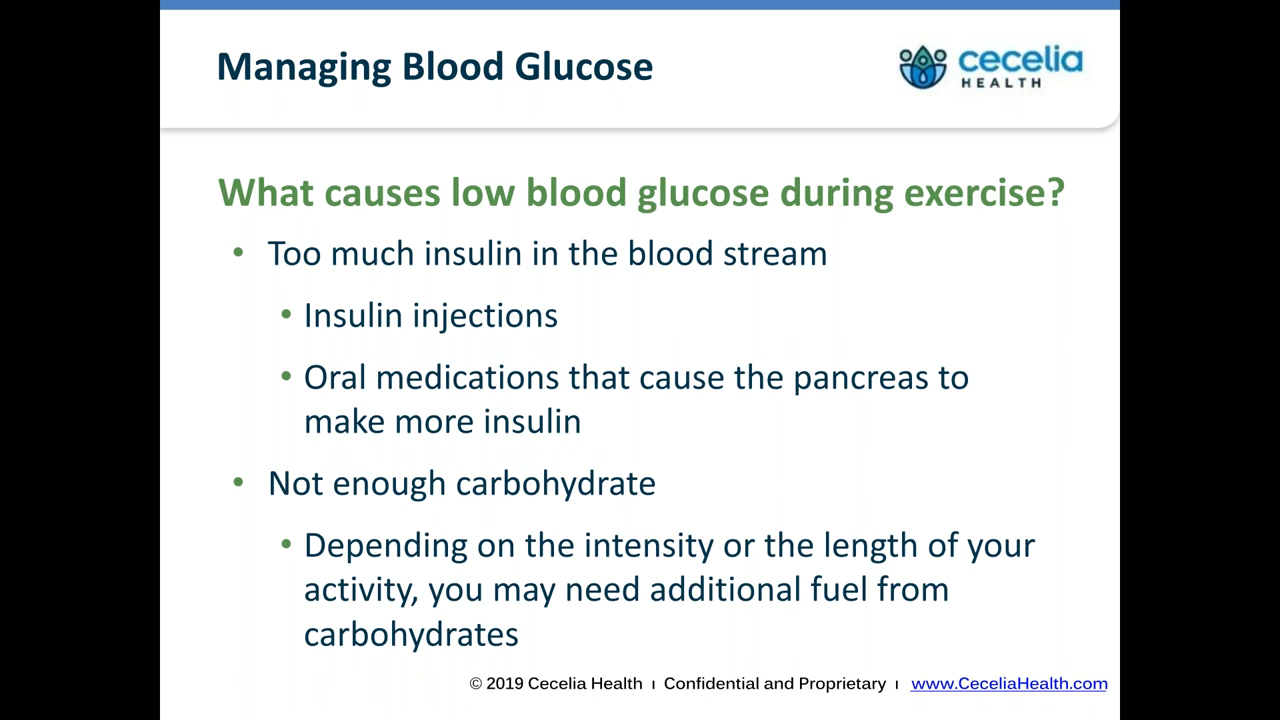 Managing Blood Glucose
cecelia
HEALTH
What causes low blood glucose during exercise?
• Too much insulin in the blood stream
• Insulin injections
• Oral medications that cause the pancreas to
make more insulin
• Not enough carbohydrate
• Depending on the intensity or the length of your
activity, you may need additional fuel from
carbohydrates
© 2019 Cecelia Health ı Confidential and Proprietary ı www.CeceliaHealth.com